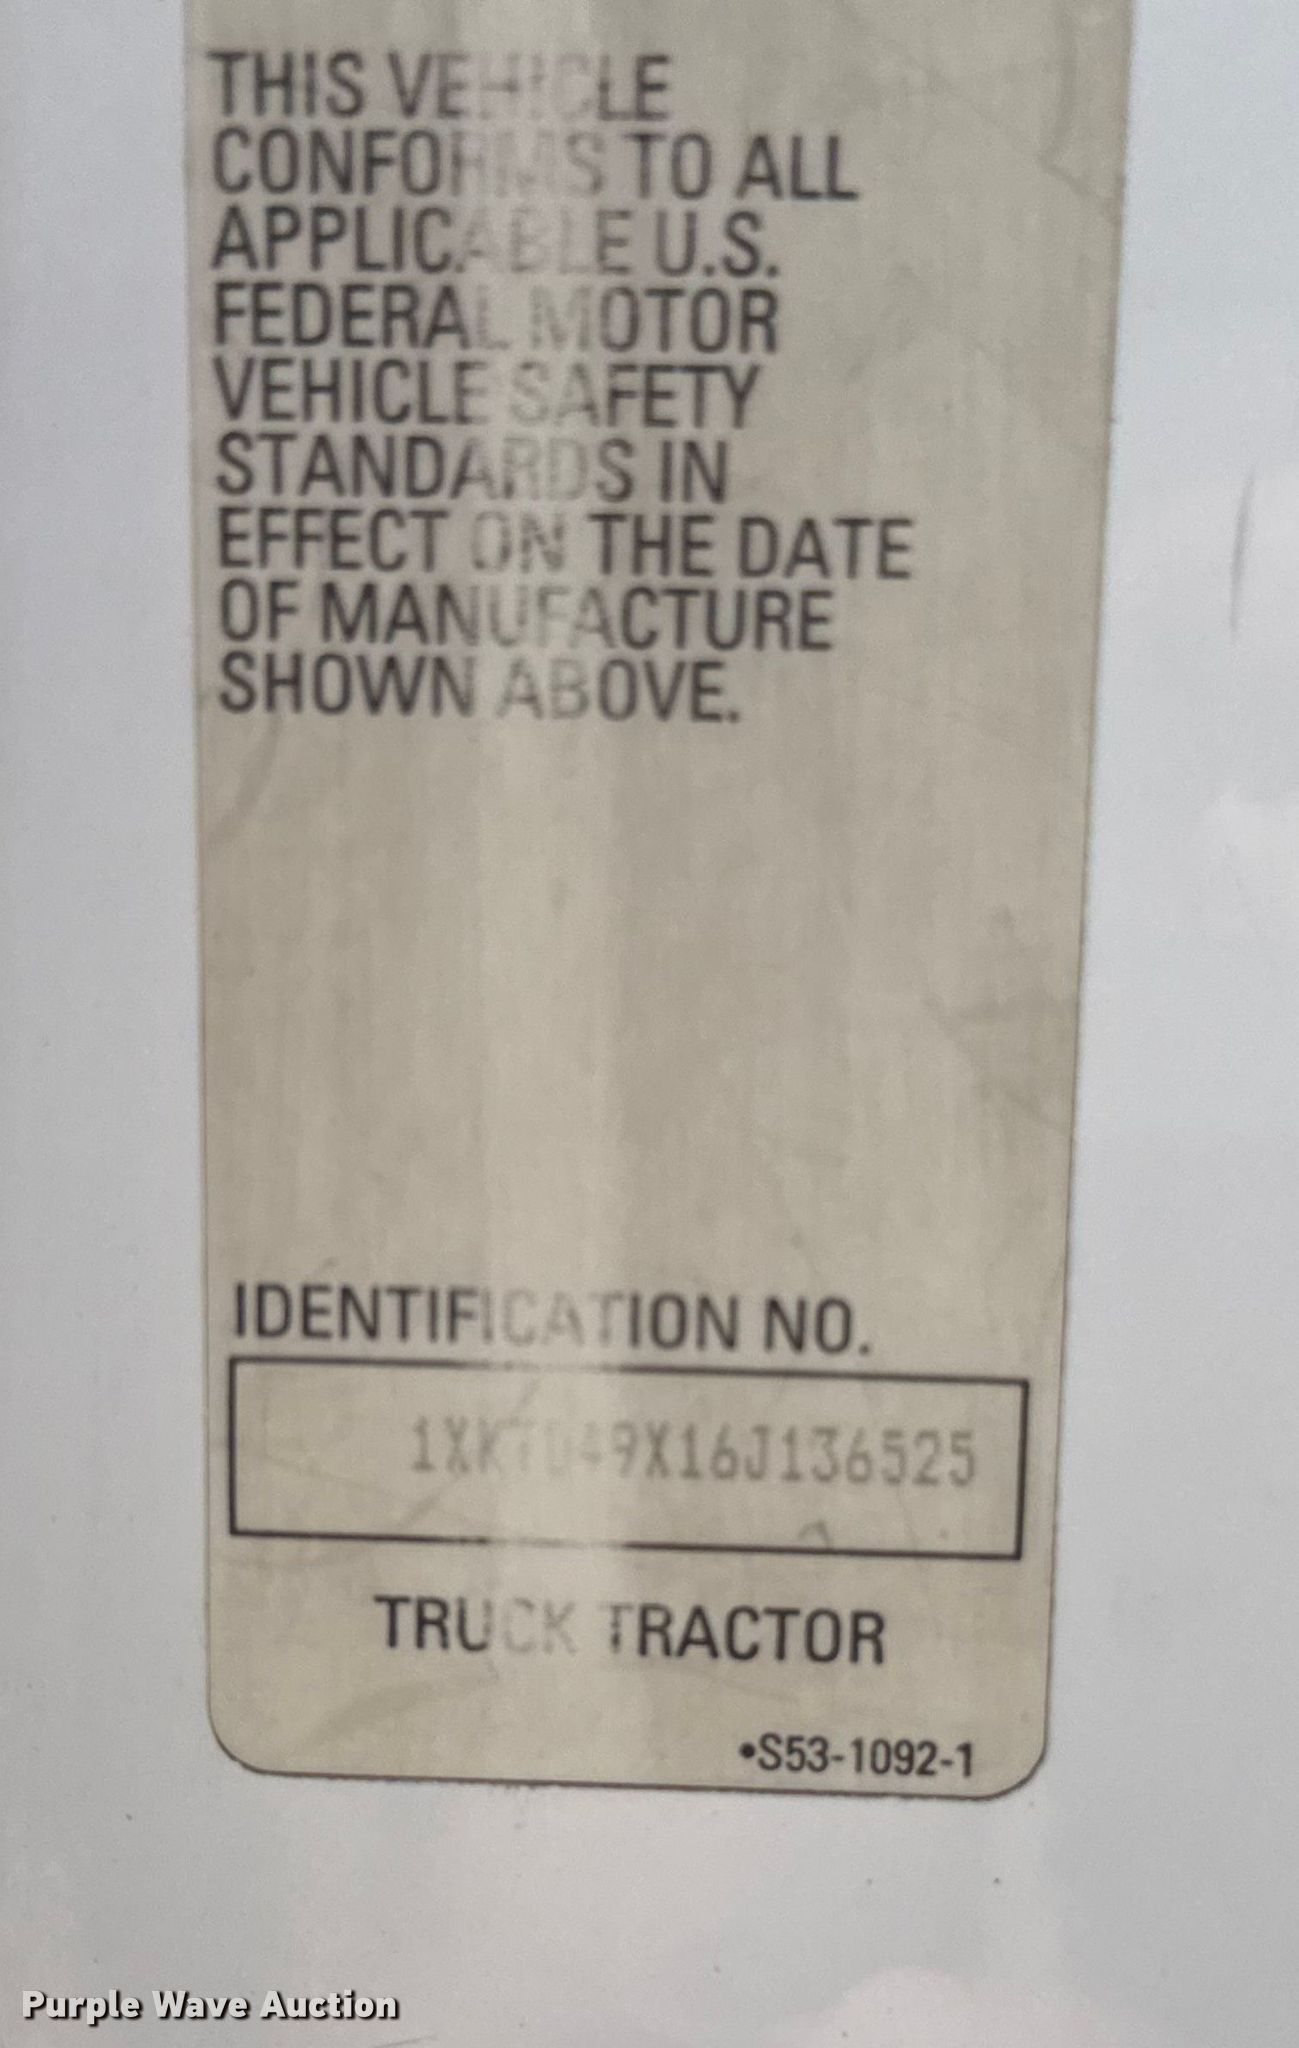 THIS VEHICLE
CONFORMS TO ALL
APPLICABLE U.S.
FEDERAL MOTOR
VEHICLE SAFETY
STANDARDS IN
EFFECT ON THE DATE
OF MANUFACTURE
SHOWN ABOVE.
IDENTIFICATION NO.
1XKTD49X16J136525
TRUCK TRACTOR
•S53-1092-1
Purple Wave Auction